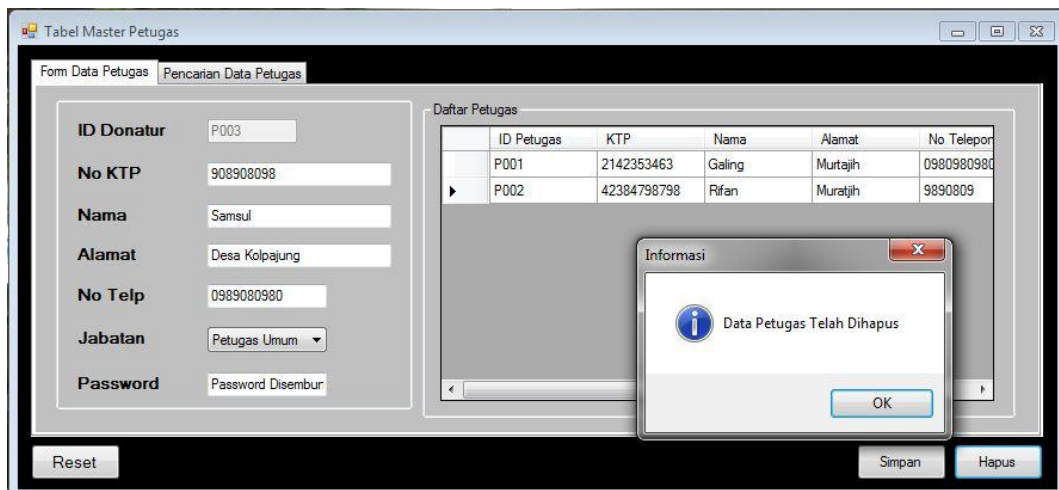 Tabel Master Petugas
Form Data Petugas Pencarian Data Petugas
ID Donatur P003
No KTP 908908098
Nama Samsul
Alamat Desa Kolpajung
No Telp 0989080980
Jabatan Petugas Umum
Password Password Disembun
Daftar Petugas
ID Petugas KTP Nama Alamat No Telepon
P001 2142353463 Galing Murtajih 0980980980
P002 42384798798 Rifan Muratjih 9890809
Informasi
Data Petugas Telah Dihapus
OK
Reset Simpan Hapus